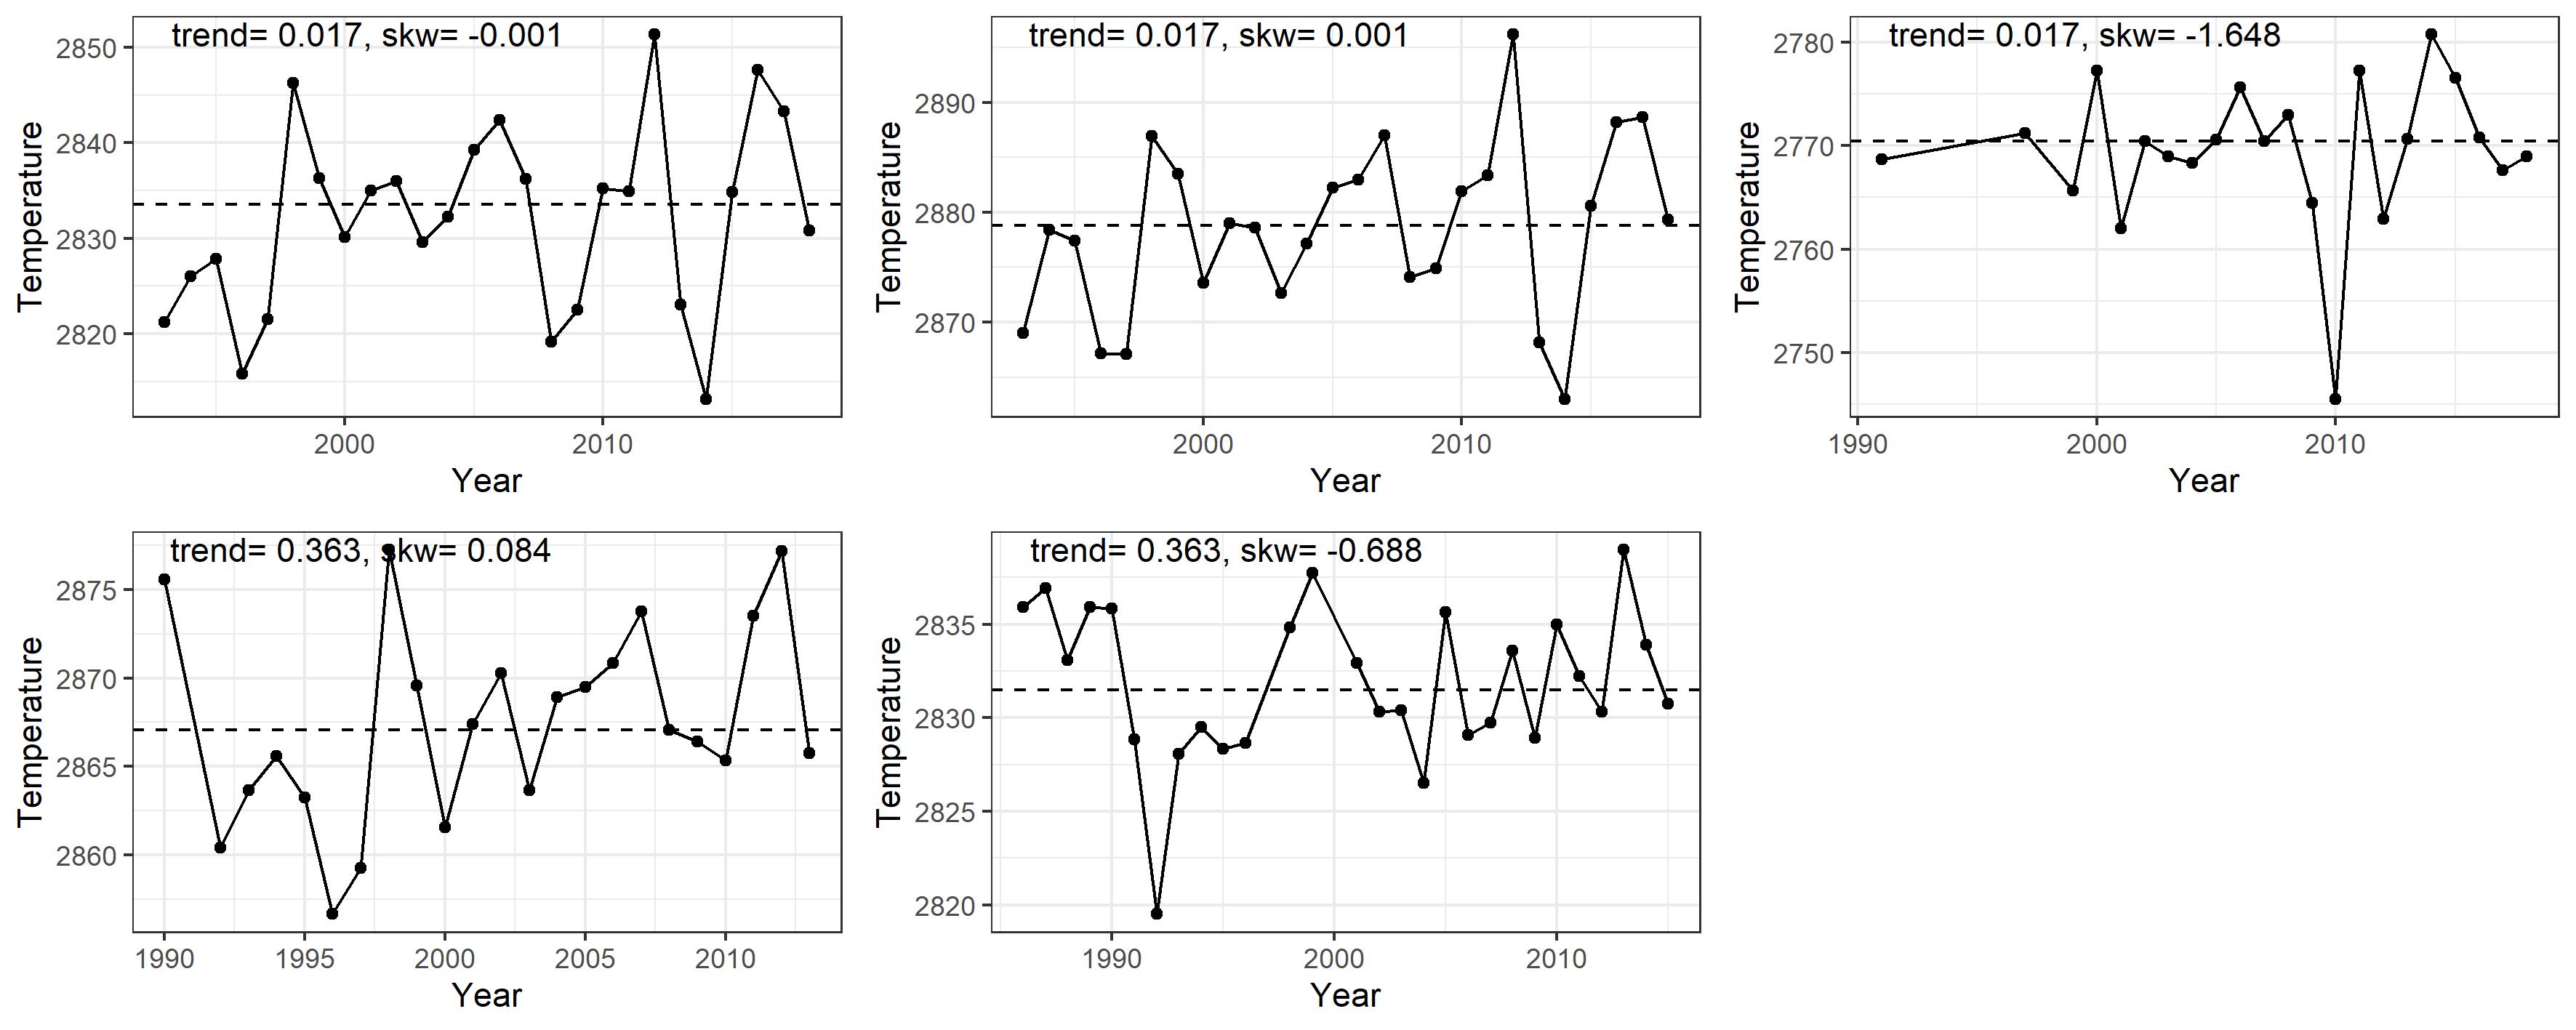 trend= 0.017, skw= -0.001
2850
2840
2830
2820
Temperature
2000 2010
Year
trend= 0.017, skw= 0.001
2890
2880
2870
Temperature
2000 2010
Year
trend= 0.017, skw= -1.648
2780
2770
2760
2750
Temperature
1990 2000 2010
Year
trend= 0.363, skw= 0.084
2875
2870
2865
2860
Temperature
1990 1995 2000 2005 2010
Year
trend= 0.363, skw= -0.688
2835
2830
2825
2820
Temperature
1990 2000 2010
Year